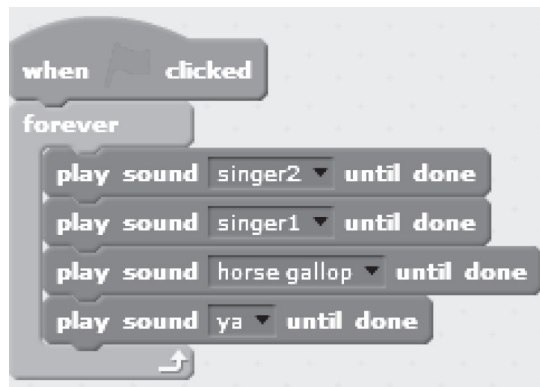 when clicked
forever
play sound singer2 until done
play sound singer1 until done
play sound horse gallop until done
play sound ya until done